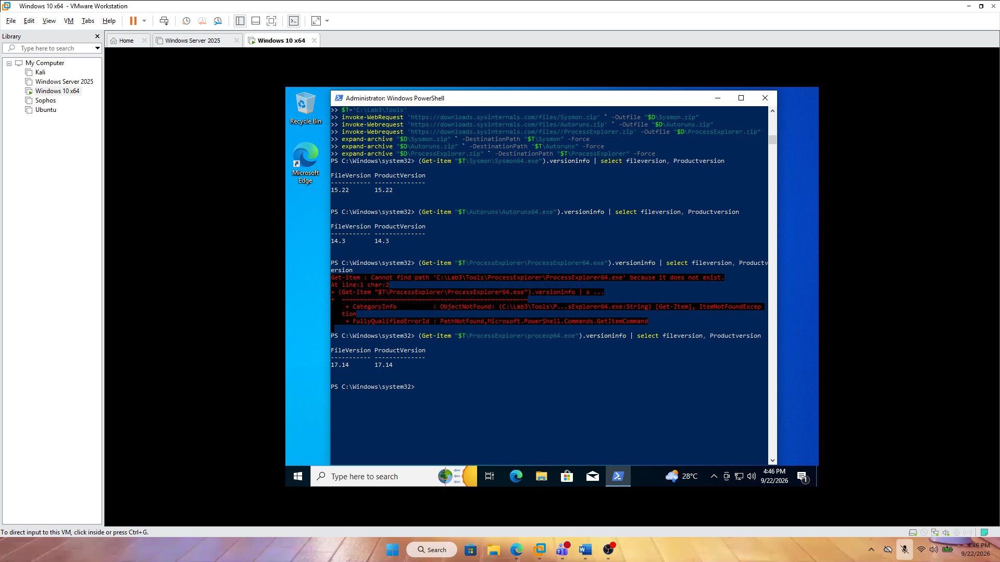 Windows 10 x64 - VMware Workstation
File Edit View VM Tabs Help
Library
Type here to search
My Computer
Kali
Windows Server 2025
Windows 10 x64
Sophos
Ubuntu
Home
Windows Server 2025
Windows 10 x64
Recycle Bin
Microsoft
Edge
Administrator: Windows PowerShell
>> $T='C:\Lab3\Tools'
>> invoke-WebRequest 'https://downloads.sysinternals.com/files/Sysmon.zip' ` -Outfile "$D\Sysmon.zip"
>> invoke-Webrequest 'https://downloads.sysinternals.com/files/Autoruns.zip' ` -Outfile "$D\Autoruns.zip"
>> invoke-Webrequest 'https://downloads.sysinternals.com/files//ProcessExplorer.zip' -Outfile "$D\ProcessExplorer.zip"
>> expand-archive "$D\Sysmon.zip" ` -DestinationPath "$T\Sysmon" -Force
>> expand-archive "$D\Autoruns.zip" ` -DestinationPath "$T\Autoruns" -Force
>> expand-archive "$D\ProcessExplorer.zip" ` -DestinationPath "$T\ProcessExplorer" -Force
PS C:\Windows\system32> (Get-item "$T\Sysmon\Sysmon64.exe").versioninfo | select fileversion, Productversion
FileVersion ProductVersion
----------- --------------
15.22 15.22
PS C:\Windows\system32> (Get-item "$T\Autoruns\Autoruns64.exe").versioninfo | select fileversion, Productversion
FileVersion ProductVersion
----------- --------------
14.3 14.3
PS C:\Windows\system32> (Get-item "$T\ProcessExplorer\ProcessExplorer64.exe").versioninfo | select fileversion, Productv
ersion
Get-item : Cannot find path 'C:\Lab3\Tools\ProcessExplorer\ProcessExplorer64.exe' because it does not exist.
At line:1 char:2
+ (Get-item "$T\ProcessExplorer\ProcessExplorer64.exe").versioninfo | s ...
+ ~~~~~~~~~~~~~~~~~~~~~~~~~~~~~~~~~~~~~~~~~~~~~~~~~~~
+ CategoryInfo : ObjectNotFound: (C:\Lab3\Tools\P...sExplorer64.exe:String) [Get-Item], ItemNotFoundExcep
tion
+ FullyQualifiedErrorId : PathNotFound,Microsoft.PowerShell.Commands.GetItemCommand
PS C:\Windows\system32> (Get-item "$T\ProcessExplorer\procexp64.exe").versioninfo | select fileversion, Productversion
FileVersion ProductVersion
----------- --------------
17.14 17.14
PS C:\Windows\system32>
Type here to search
28°C
4:46 PM
9/22/2026
1
To direct input to this VM, click inside or press Ctrl+G.
Search
4:46 PM
9/22/2026